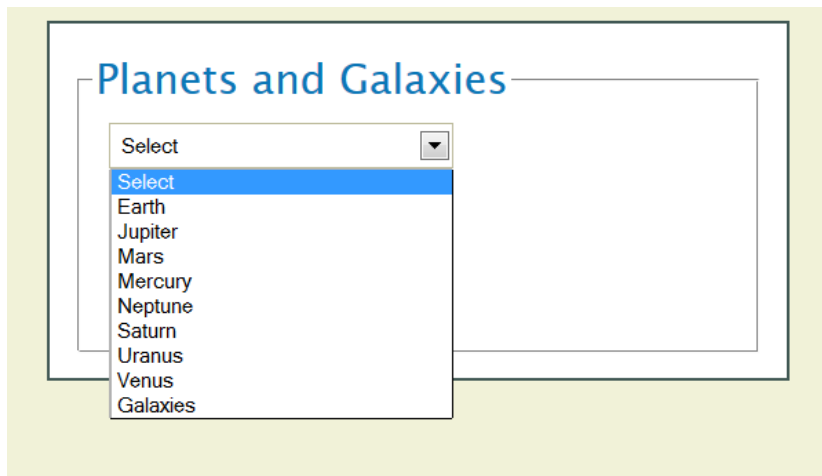 Planets and Galaxies
Select
Select
Earth
Jupiter
Mars
Mercury
Neptune
Saturn
Uranus
Venus
Galaxies